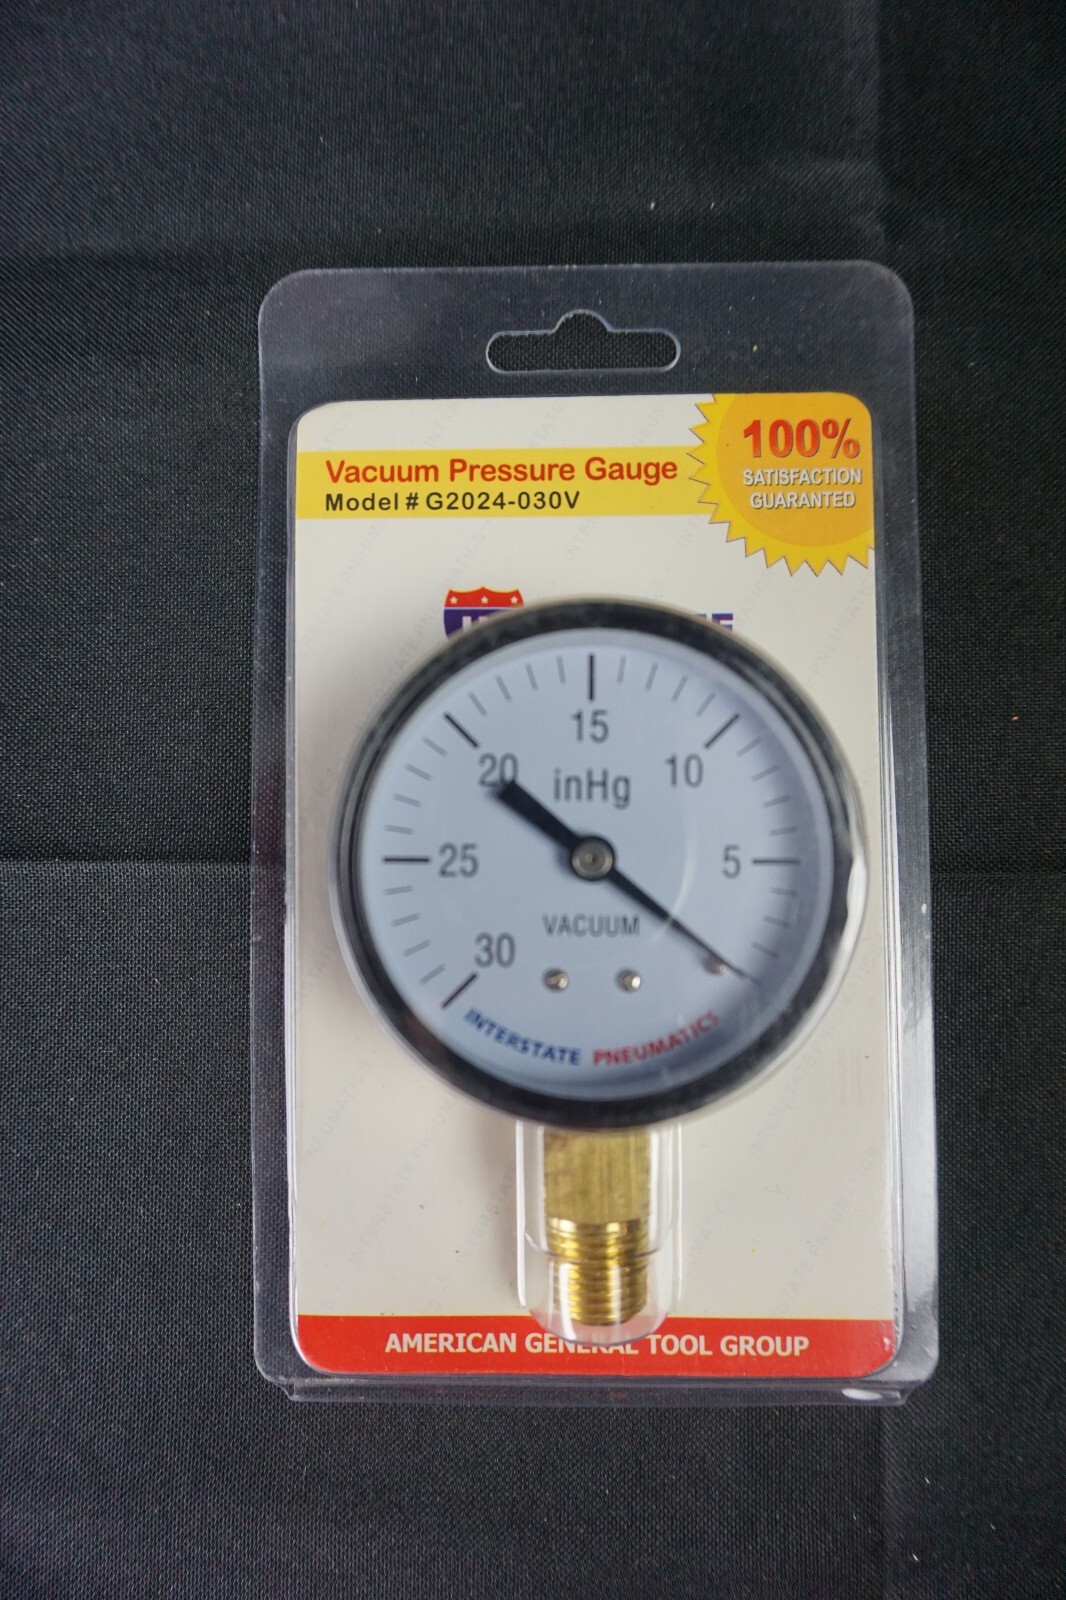 100%
SATISFACTION
GUARANTED
Vacuum Pressure Gauge
Model # G2024-030V
15
20
inHg
10
25
5
VACUUM
30
INTERSTATE PNEUMATICS
AMERICAN GENERAL TOOL GROUP